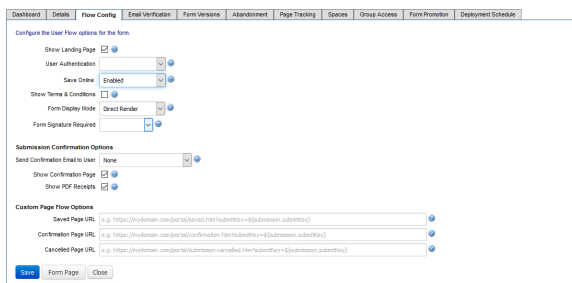 Dashboard Details Flow Config Email Verification Form Versions Abandonment Page Tracking Spaces Group Access Form Promotion Deployment Schedule
Configure the User Flow options for the form.
Show Landing Page
User Authentication
Save Online Enabled
Show Terms & Conditions
Form Display Mode Direct Render
Form Signature Required
Submission Confirmation Options
Send Confirmation Email to User None
Show Confirmation Page
Show PDF Receipts
Custom Page Flow Options
Saved Page URL e.g. https://mydomain.com/portal/saved.htm?submitKey=${submission.submitKey}
Confirmation Page URL e.g. https://mydomain.com/portal/confirmation.htm?submitKey=${submission.submitKey}
Cancelled Page URL e.g. https://mydomain.com/portal/submission-cancelled.htm?submitKey=${submission.submitKey}
Save Form Page Close